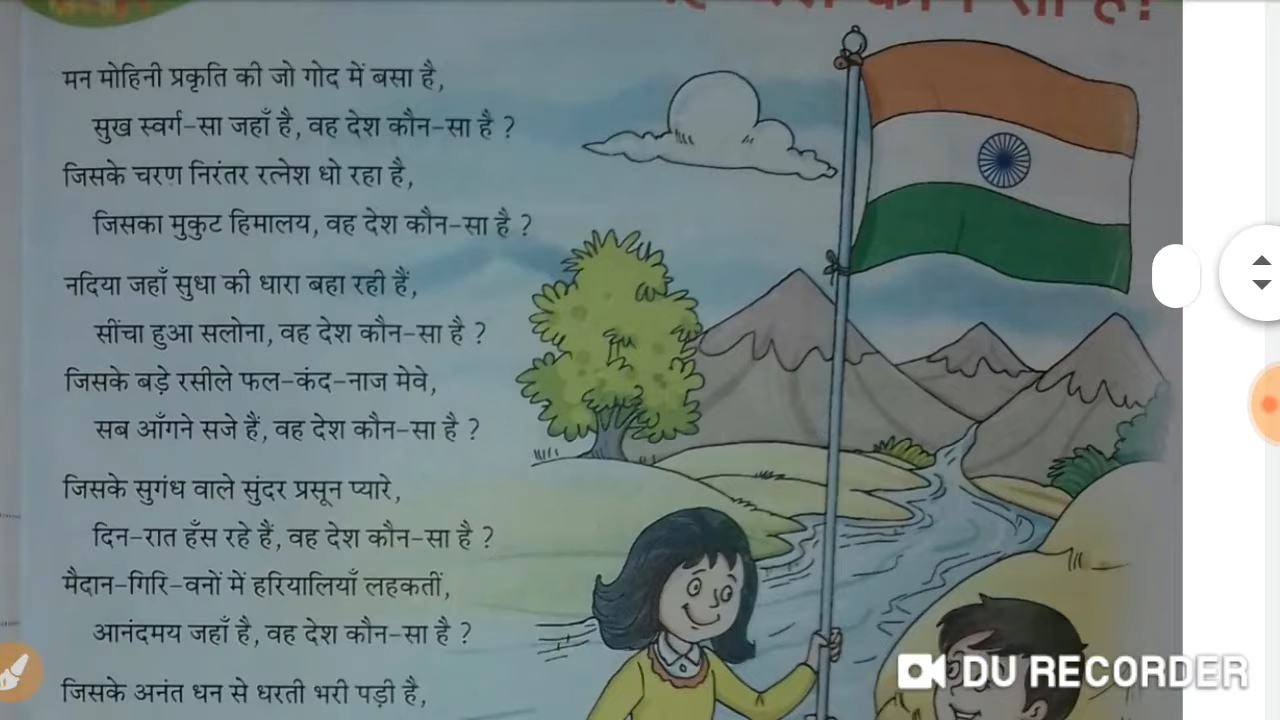 देश कौन-सा है?
मन मोहिनी प्रकृति की जो गोद में बसा है,
सुख स्वर्ग-सा जहाँ है, वह देश कौन-सा है ?
जिसके चरण निरंतर रत्नेश धो रहा है,
जिसका मुकुट हिमालय, वह देश कौन-सा है ?
नदिया जहाँ सुधा की धारा बहा रही हैं,
सींचा हुआ सलोना, वह देश कौन-सा है ?
जिसके बड़े रसीले फल-कंद-नाज मेवे,
सब आँगने सजे हैं, वह देश कौन-सा है ?
जिसके सुगंध वाले सुंदर प्रसून प्यारे,
दिन-रात हँस रहे हैं, वह देश कौन-सा है ?
मैदान-गिरि-वनों में हरियालियाँ लहकतीं,
आनंदमय जहाँ है, वह देश कौन-सा है ?
जिसके अनंत धन से धरती भरी पड़ी है,
DU RECORDER